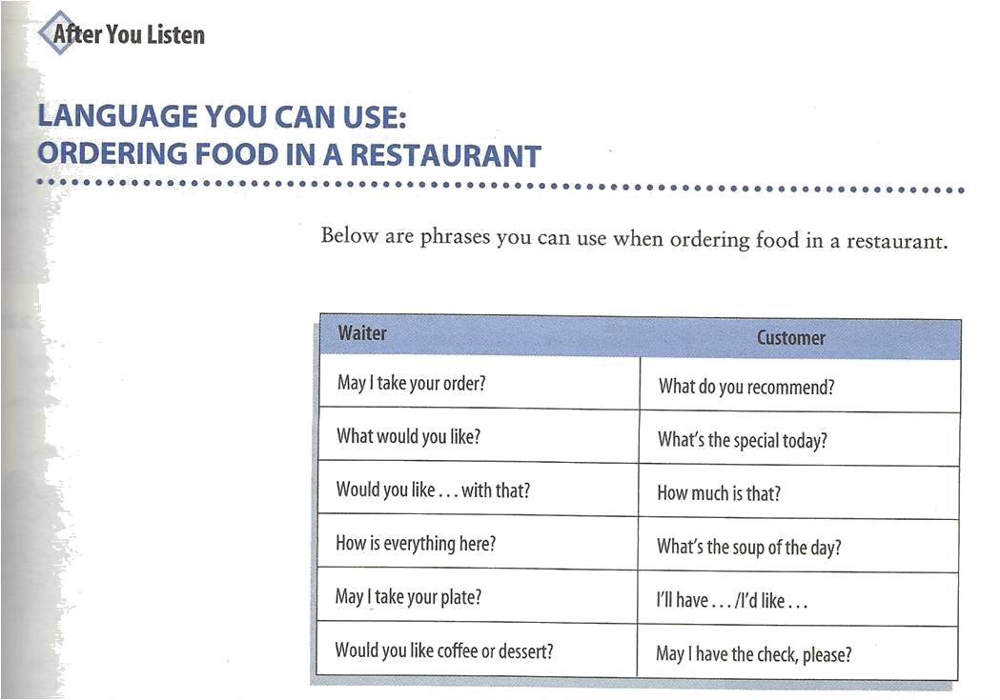 After You Listen
LANGUAGE YOU CAN USE:
ORDERING FOOD IN A RESTAURANT
Below are phrases you can use when ordering food in a restaurant.
Waiter Customer
May I take your order? What do you recommend?
What would you like? What's the special today?
Would you like . . . with that? How much is that?
How is everything here? What's the soup of the day?
May I take your plate? I'll have . . . /I'd like . . .
Would you like coffee or dessert? May I have the check, please?